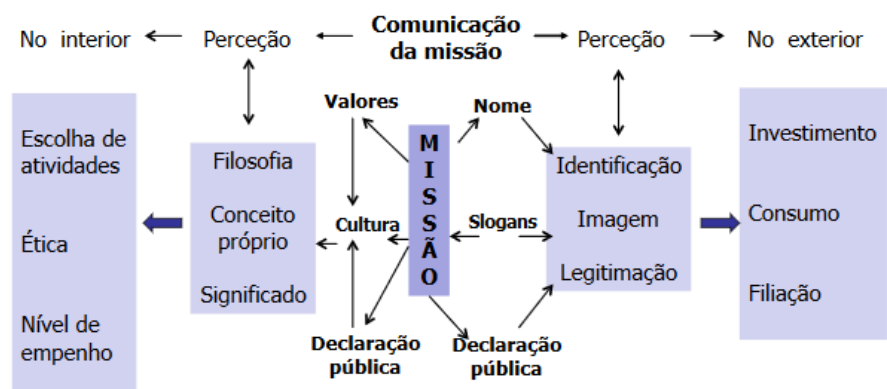 Comunicação
da missão
No interior
Perceção
Perceção
No exterior
Valores
Nome
Escolha de
atividades
Ética
Nível de
empenho
Filosofia
Conceito
próprio
Significado
Cultura
MISSÃO
Slogans
Identificação
Imagem
Legitimação
Investimento
Consumo
Filiação
Declaração
pública
Declaração
pública